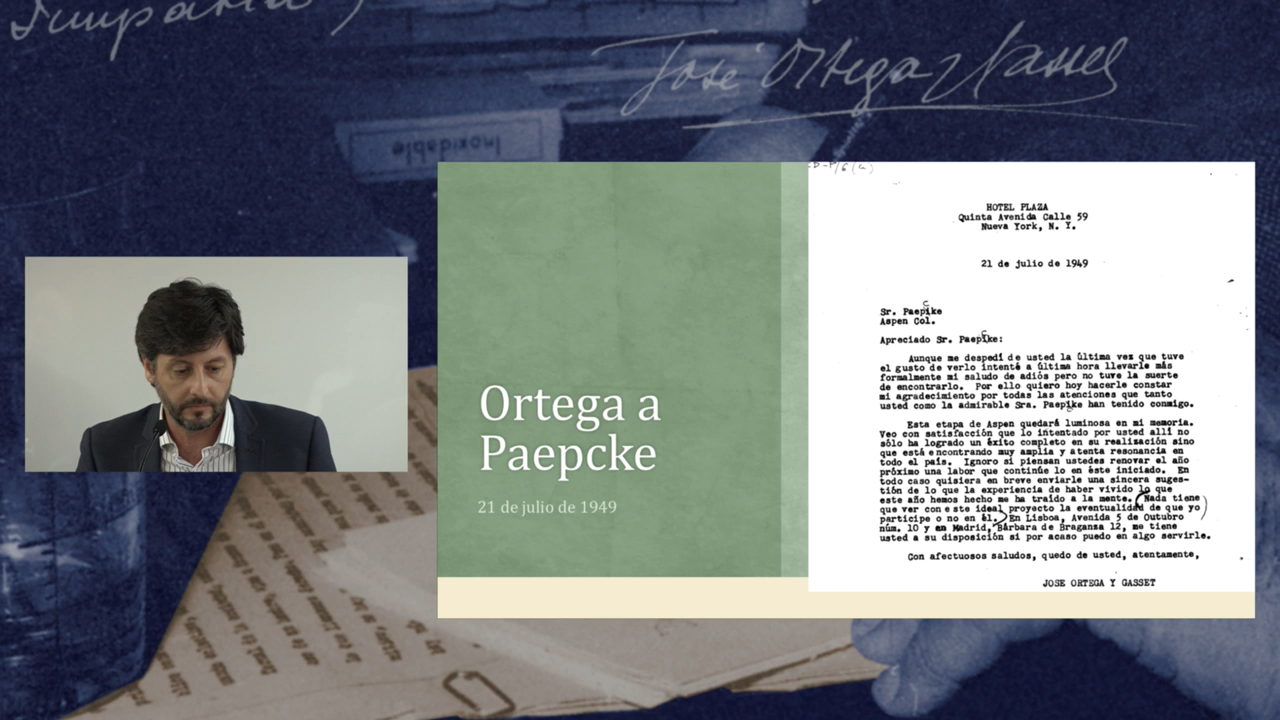 Imparcial
José Ortega y Gasset
Inoxidable
Ortega a
Paepcke
21 de julio de 1949
HOTEL PLAZA
Quinta Avenida Calle 59
Nueva York, N. Y.
21 de julio de 1949
Sr. Paepcke
Aspen Col.
Apreciado Sr. Paepcke:
Aunque me despedí de usted la última vez que tuve
el gusto de verlo intenté a última hora llevarle más
formalmente mi saludo de adiós pero no tuve la suerte
de encontrarlo. Por ello quiero hoy hacerle constar
mi agradecimiento por todas las atenciones que tanto
usted como la admirable Sra. Paepcke han tenido conmigo.
Esta etapa de Aspen quedará luminosa en mi memoria.
Veo con satisfacción que lo intentado por usted allí no
sólo ha logrado un éxito completo en su realización sino
que está encontrando muy amplia y atenta resonancia en
todo el país. Ignoro si piensan ustedes renovar el año
próximo una labor que continúe lo en éste iniciado. En
todo caso quisiera en breve enviarle una sincera suges-
tión de lo que la experiencia de haber vivido lo que
este año hemos hecho me ha traído a la mente. (Nada tiene
que ver con este ideal proyecto la eventualidad de que yo
participe o no en él.) En Lisboa, Avenida 5 de Outubro
núm. 10 y en Madrid, Bárbara de Braganza 12, me tiene
usted a su disposición si por acaso puedo en algo servirle.
Con afectuosos saludos, quedo de usted, atentamente,
JOSE ORTEGA Y GASSET